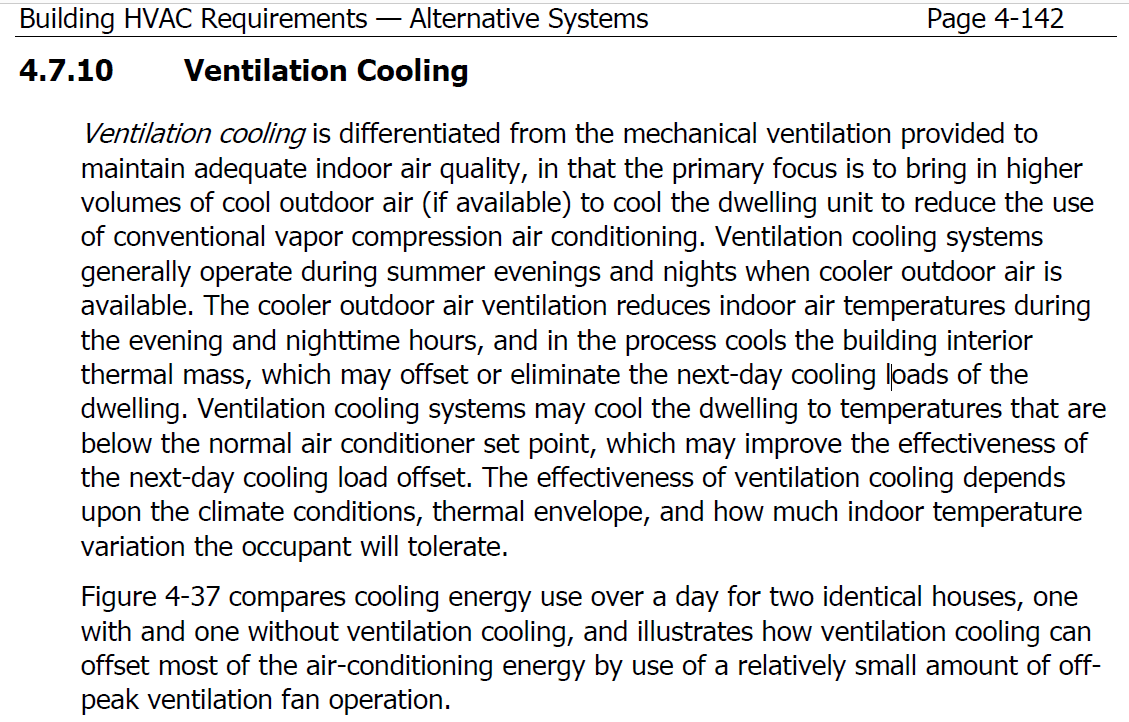 Building HVAC Requirements — Alternative Systems Page 4-142
4.7.10 Ventilation Cooling
Ventilation cooling is differentiated from the mechanical ventilation provided to
maintain adequate indoor air quality, in that the primary focus is to bring in higher
volumes of cool outdoor air (if available) to cool the dwelling unit to reduce the use
of conventional vapor compression air conditioning. Ventilation cooling systems
generally operate during summer evenings and nights when cooler outdoor air is
available. The cooler outdoor air ventilation reduces indoor air temperatures during
the evening and nighttime hours, and in the process cools the building interior
thermal mass, which may offset or eliminate the next-day cooling loads of the
dwelling. Ventilation cooling systems may cool the dwelling to temperatures that are
below the normal air conditioner set point, which may improve the effectiveness of
the next-day cooling load offset. The effectiveness of ventilation cooling depends
upon the climate conditions, thermal envelope, and how much indoor temperature
variation the occupant will tolerate.
Figure 4-37 compares cooling energy use over a day for two identical houses, one
with and one without ventilation cooling, and illustrates how ventilation cooling can
offset most of the air-conditioning energy by use of a relatively small amount of off-
peak ventilation fan operation.